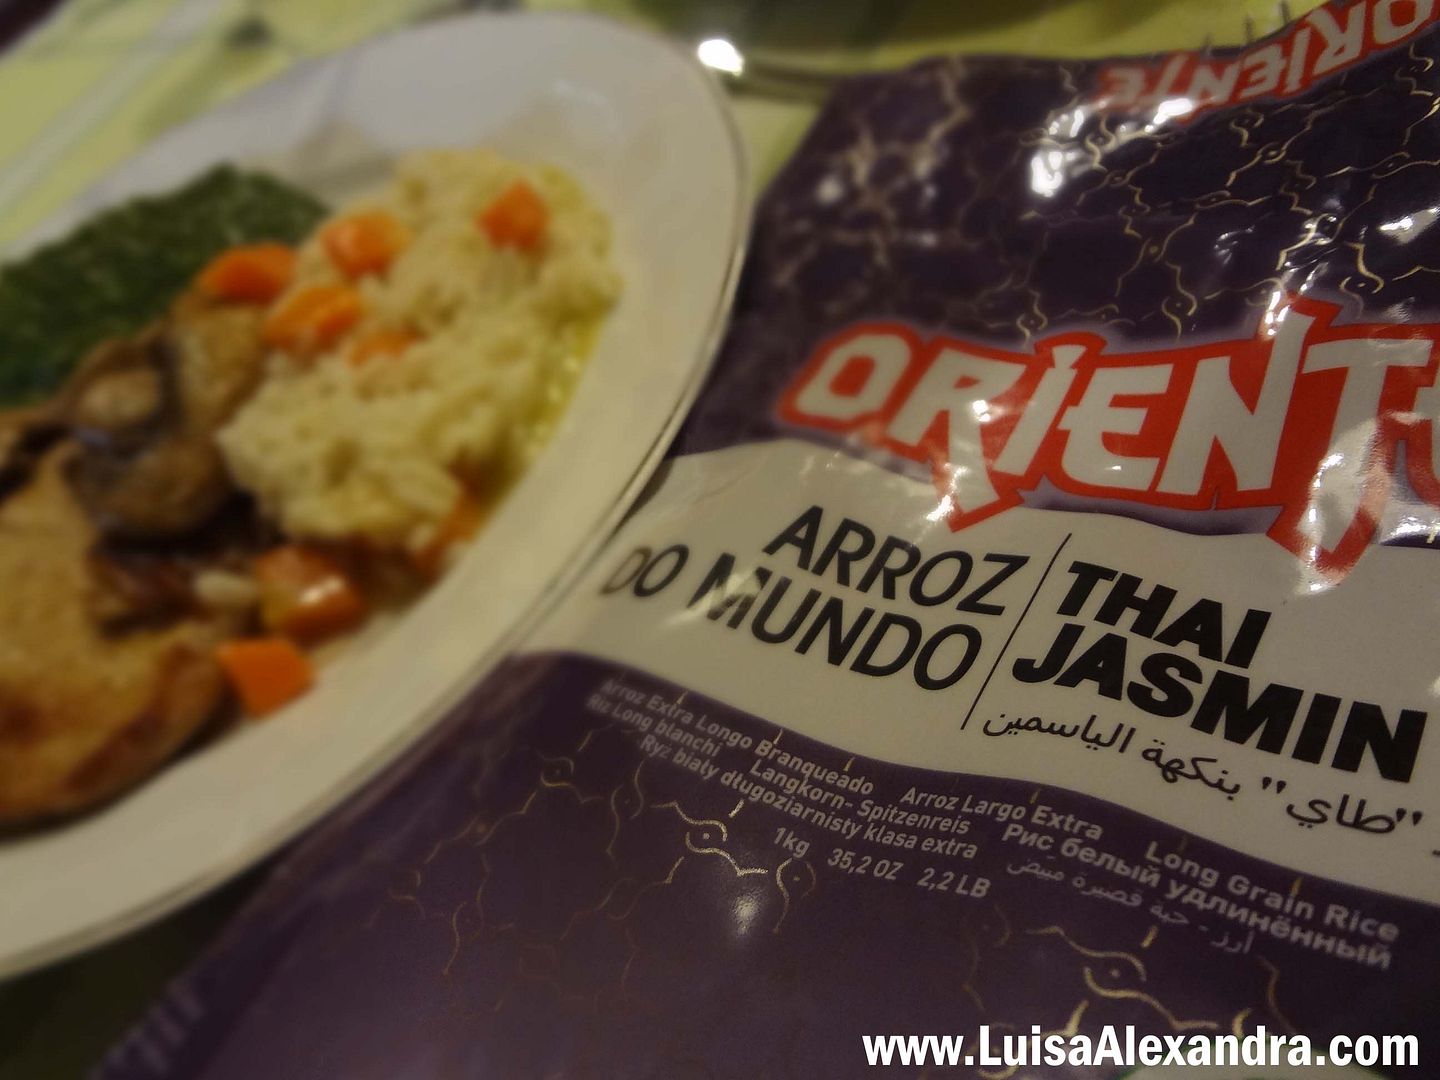 ORIENTE
ORIENTE
ARROZ
DO MUNDO
THAI
JASMIN
"طاي" بنكهة الياسمين
Arroz Extra Longo Branqueado Arroz Largo Extra Long Grain Rice
Riz Long blanchi Langkorn- Spitzenreis Рис белый удлинённый
Ryż biały długoziarnisty klasa extra أرز - حبة قصيرة مبيض
1kg 35,2 OZ 2,2 LB
www.LuisaAlexandra.com